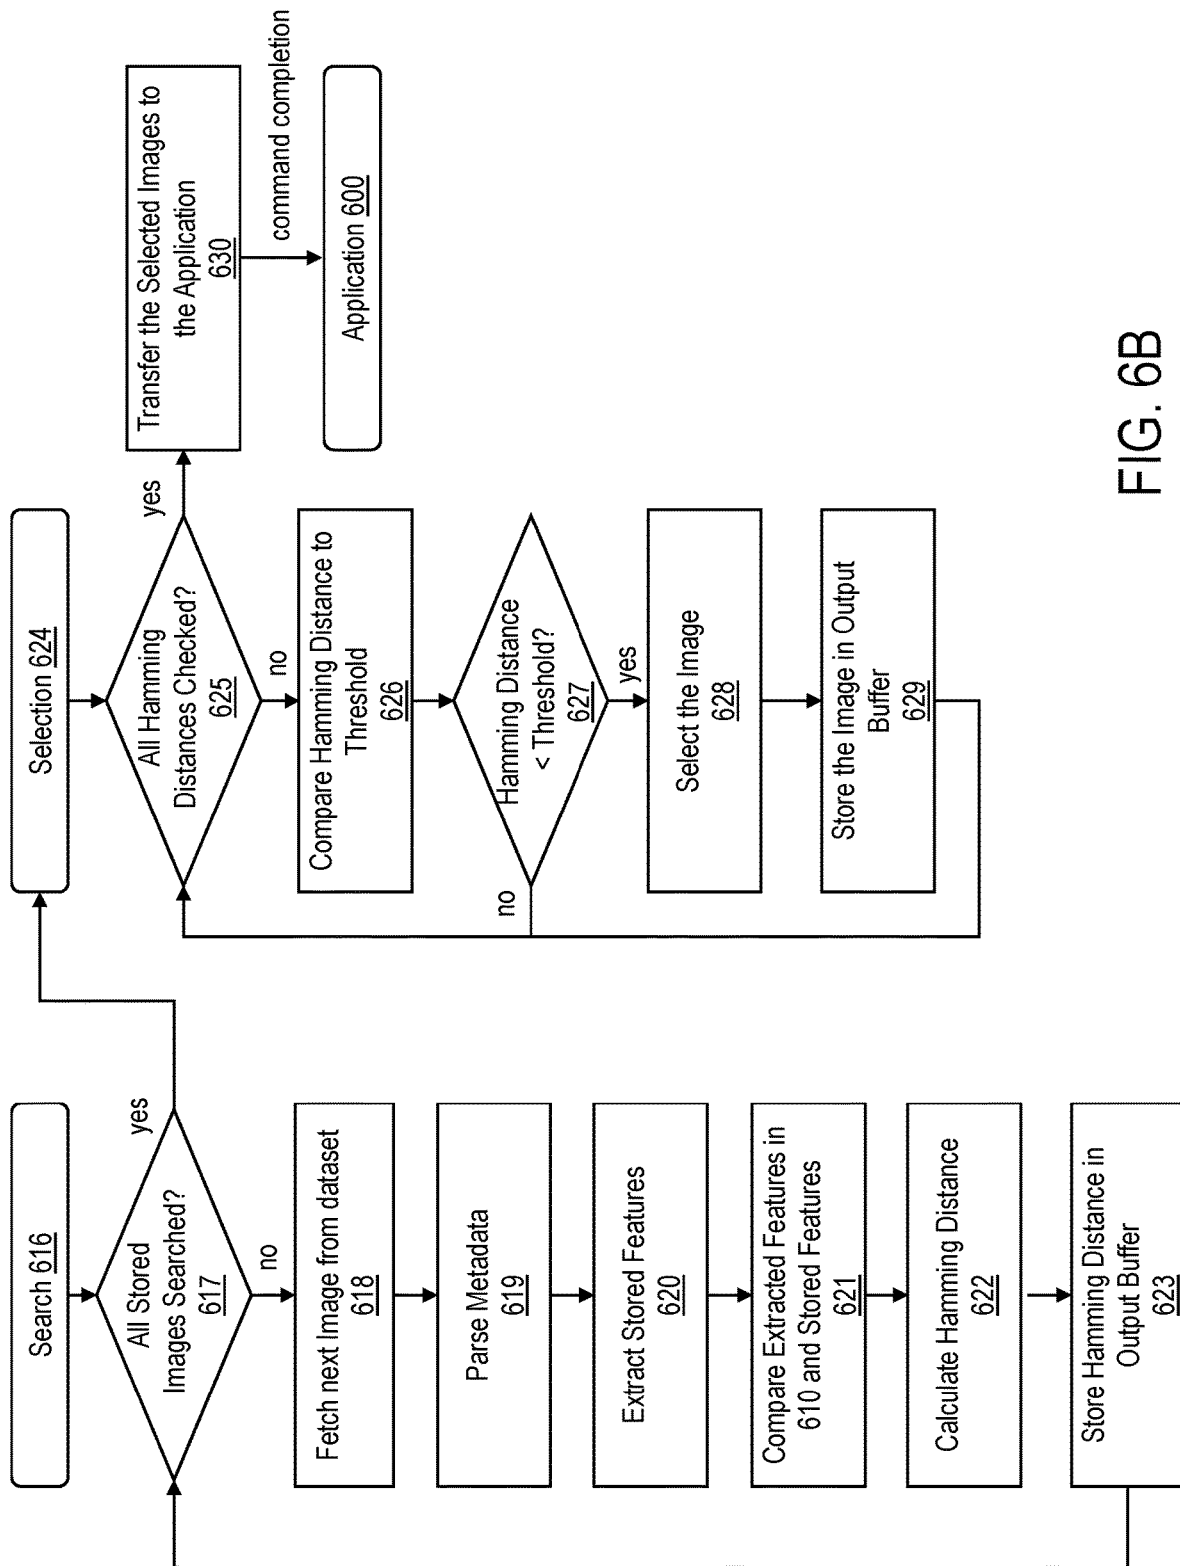 Search 616
All Stored
Images Searched?
617
yes
no
Fetch next Image from dataset
618
Parse Metadata
619
Extract Stored Features
620
Compare Extracted Features in
610 and Stored Features
621
Calculate Hamming Distance
622
Store Hamming Distance in
Output Buffer
623
Selection 624
All Hamming
Distances Checked?
625
yes
no
Compare Hamming Distance to
Threshold
626
Hamming Distance
< Threshold?
627
no
yes
Select the Image
628
Store the Image in Output
Buffer
629
Transfer the Selected Images to
the Application
630
command completion
Application 600
FIG. 6B